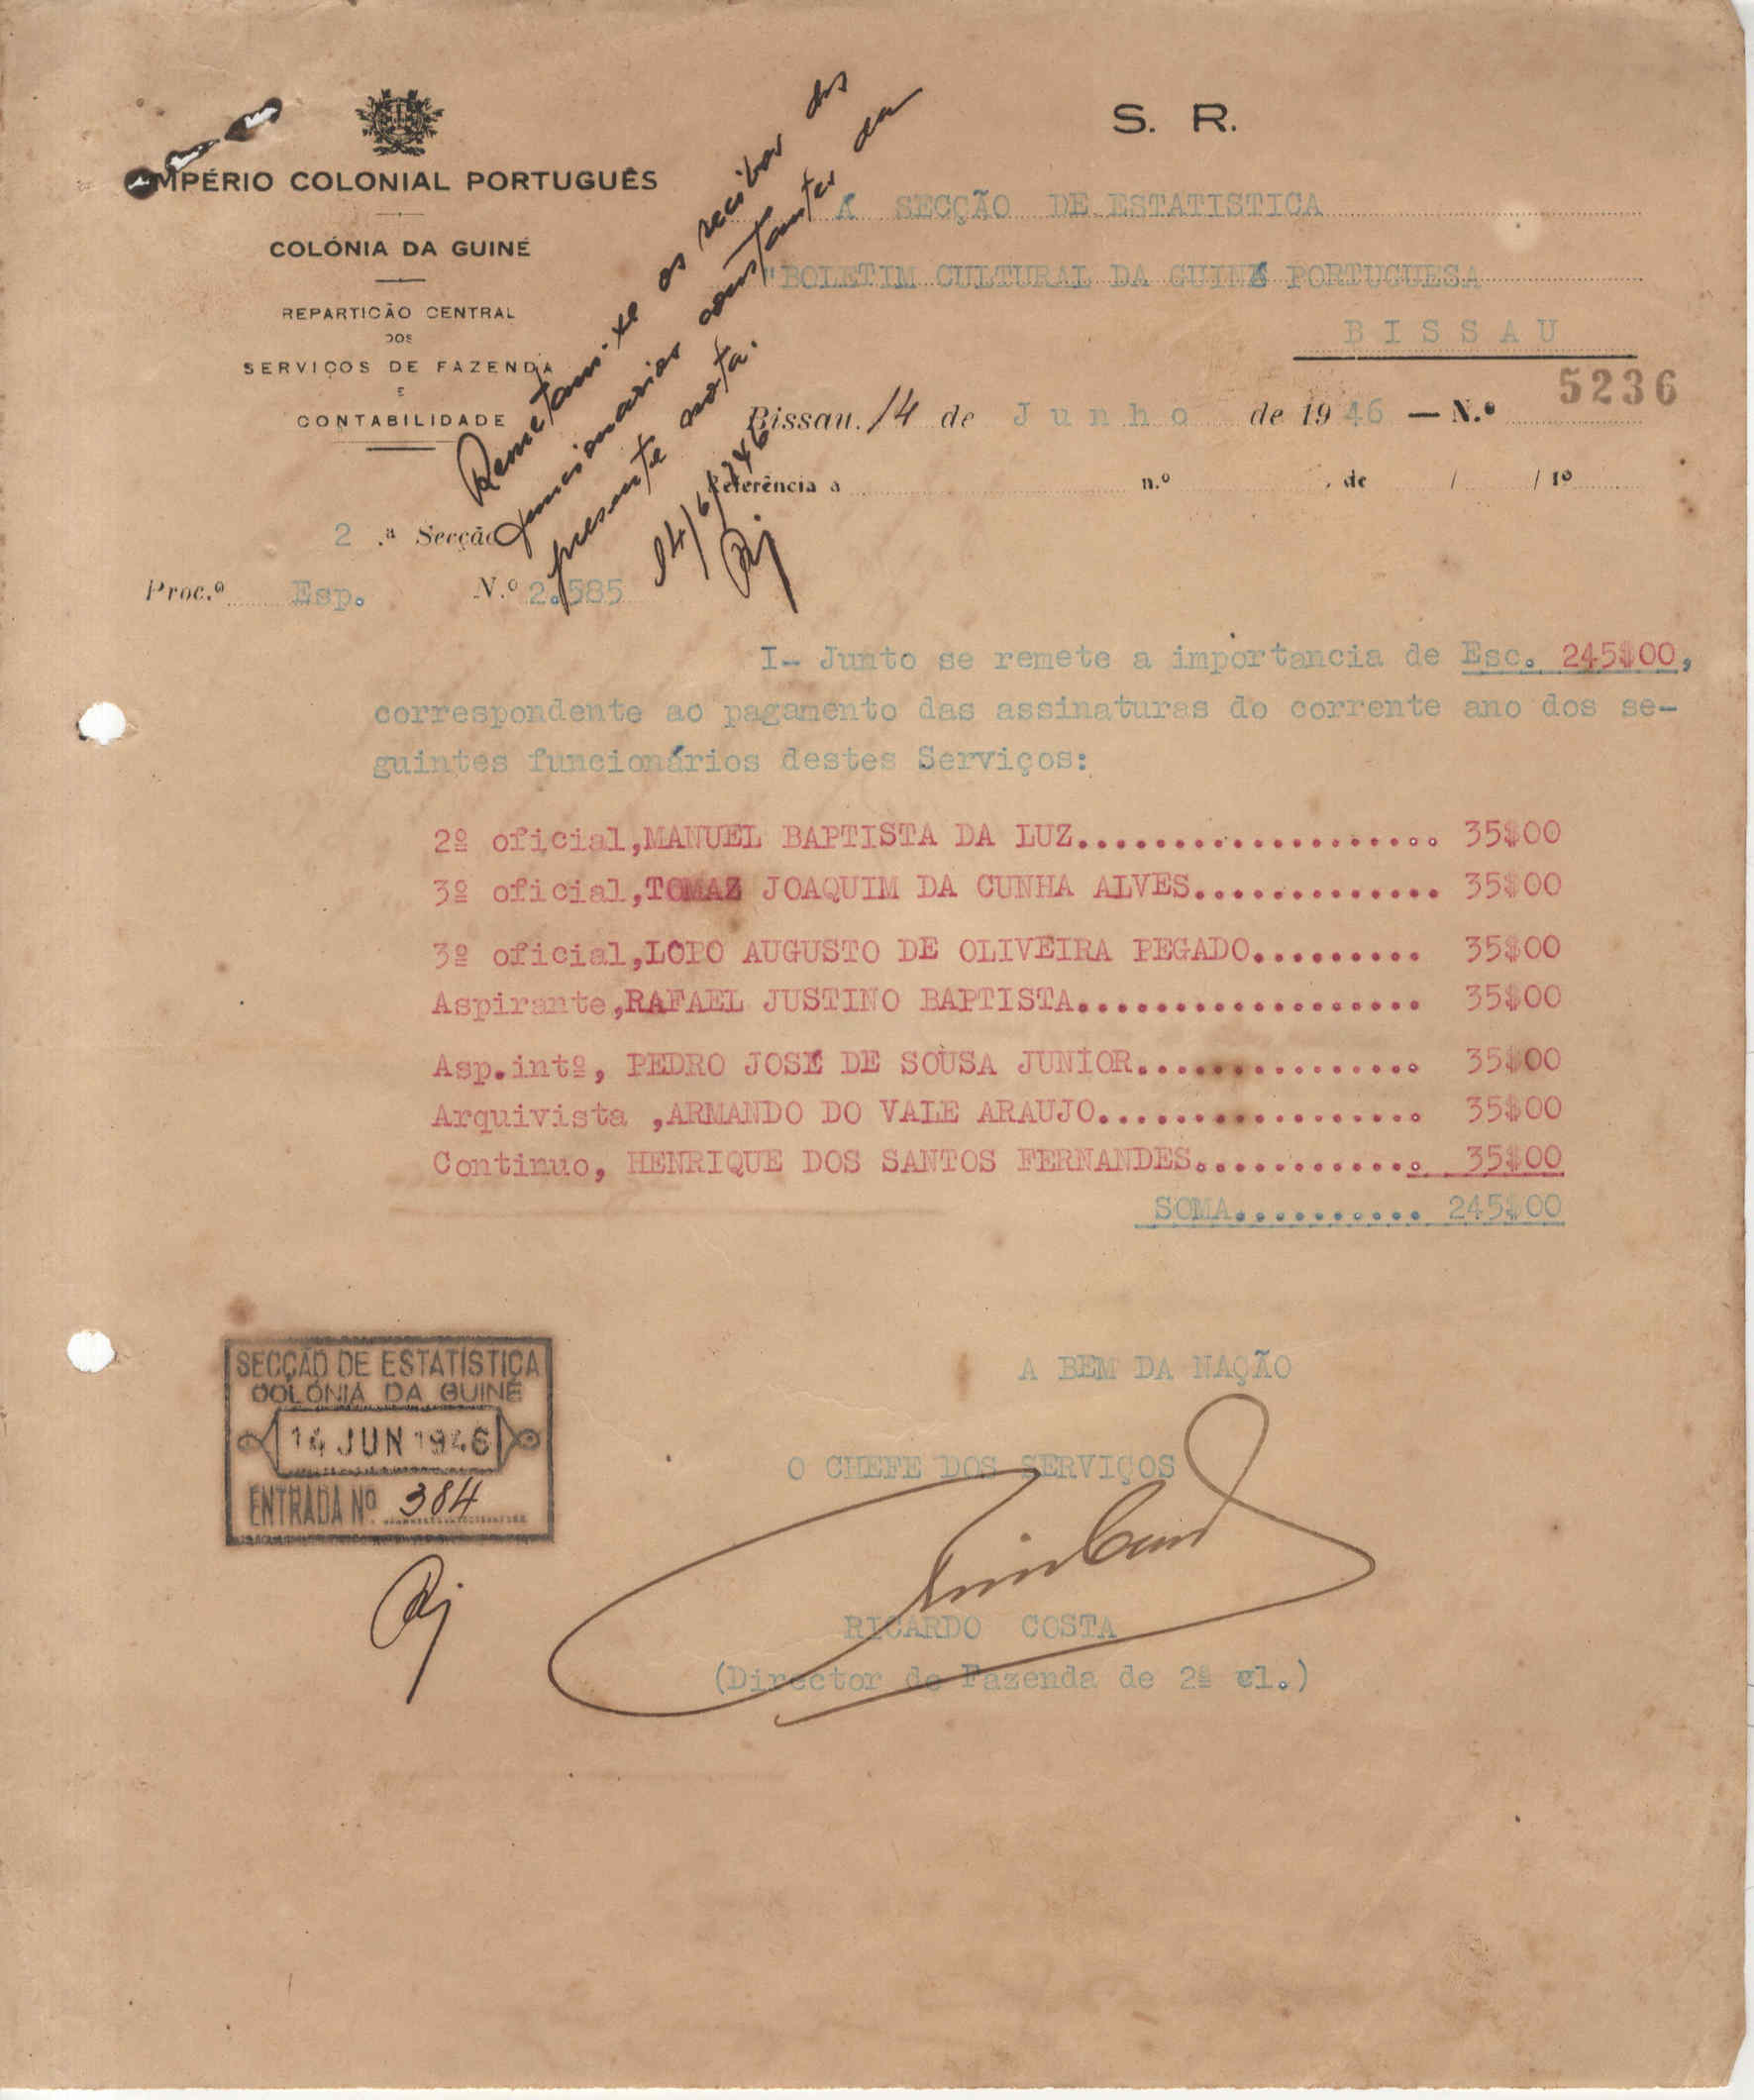 S. R.
IMPÉRIO COLONIAL PORTUGUÊS
COLÓNIA DA GUINÉ
REPARTIÇÃO CENTRAL
DOS
SERVIÇOS DE FAZENDA
E
CONTABILIDADE
Á SECÇÃO DE ESTATISTICA
"BOLETIM CULTURAL DA GUINÉ PORTUGUESA
BISSAU
5236
Bissau, 14 de Junho de 1946 — N.º
Referência a n.º , de / / 19
2 .ª Secção
Proc.º Esp. N.º 2.585
Remetam-se os recibos dos
funcionarios constantes da
presente nota.
14/6/946
Rj
I- Junto se remete a importancia de Esc. 245$00,
correspondente ao pagamento das assinaturas do corrente ano dos se-
guintes funcionários destes Serviços:
2º oficial,MANUEL BAPTISTA DA LUZ................... 35$00
3º oficial,TOMAZ JOAQUIM DA CUNHA ALVES............. 35$00
3º oficial,LOPO AUGUSTO DE OLIVEIRA PEGADO......... 35$00
Aspirante,RAFAEL JUSTINO BAPTISTA.................. 35$00
Asp.intº, PEDRO JOSÉ DE SOUSA JUNIOR............... 35$00
Arquivista ,ARMANDO DO VALE ARAUJO................. 35$00
Continuo, HENRIQUE DOS SANTOS FERNANDES............ 35$00
SOMA.......... 245$00
SECÇÃO DE ESTATÍSTICA
COLÓNIA DA GUINÉ
14 JUN 1946
ENTRADA Nº 384
Rj
A BEM DA NAÇÃO
O CHEFE DOS SERVIÇOS
RICARDO COSTA
(Director de Fazenda de 2ª cl.)